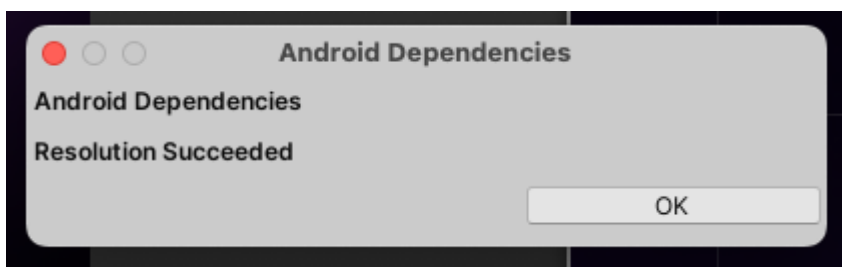 Android Dependencies
Android Dependencies
Resolution Succeeded
OK